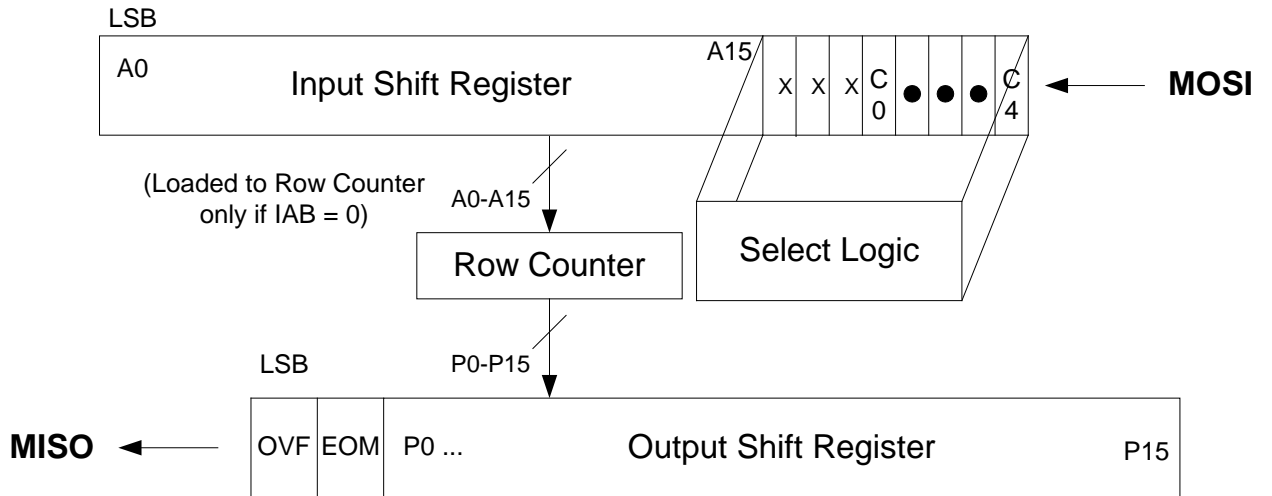 LSB
A0 Input Shift Register A15 X X X C 0 ● ● ● C 4 MOSI
(Loaded to Row Counter
only if IAB = 0)
A0-A15
Row Counter
Select Logic
P0-P15
LSB
MISO OVF EOM P0 ... Output Shift Register P15